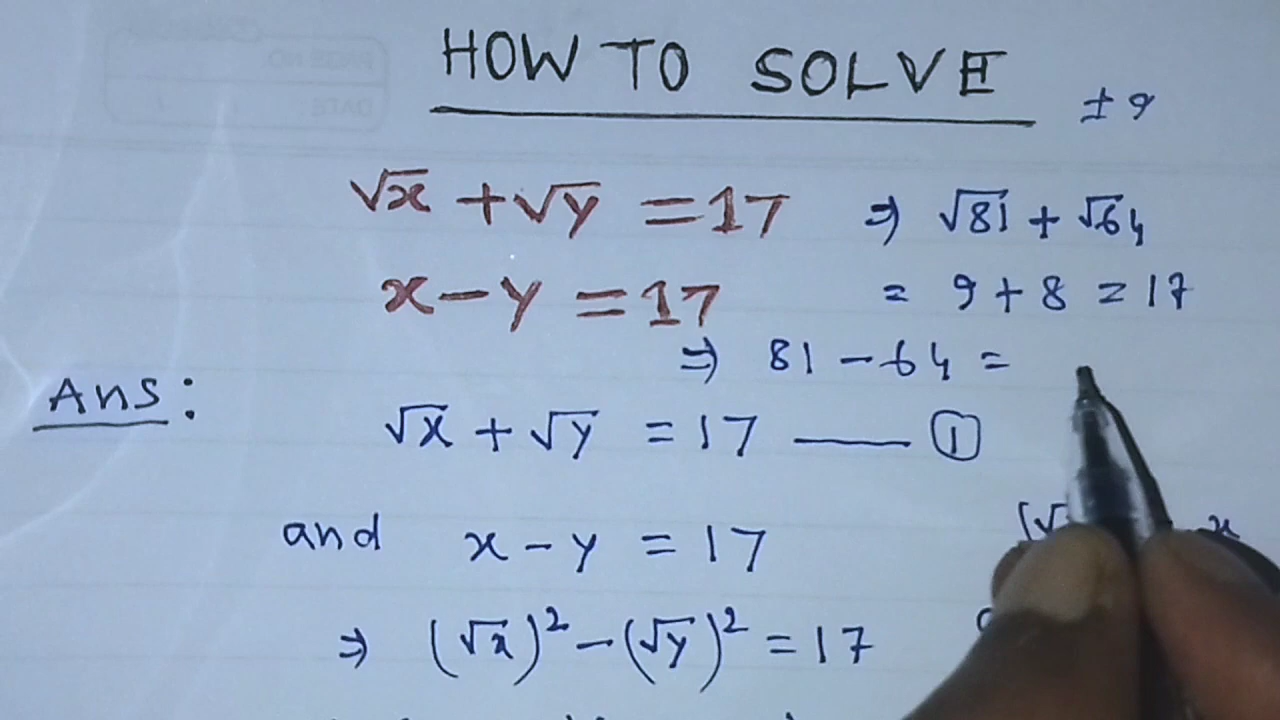 HOW TO SOLVE
± 9
√x + √y = 17 ⇒ √81 + √64
x - y = 17 = 9 + 8 = 17
⇒ 81 - 64 =
Ans:
√x + √y = 17 —— ①
and x - y = 17
⇒ (√x)² - (√y)² = 17